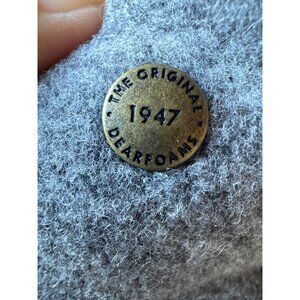 • THE ORIGINAL •
1947
DEARFOAMS